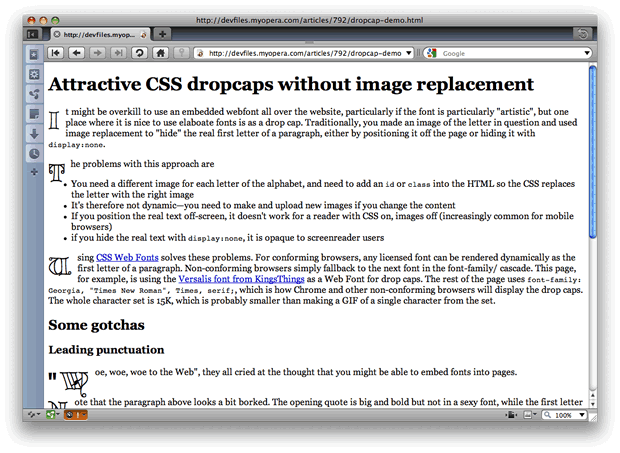 http://devfiles.myopera.com/articles/792/dropcap-demo.html
http://devfiles.myop...
http://devfiles.myopera.com/articles/792/dropcap-demo
Google
Attractive CSS dropcaps without image replacement
It might be overkill to use an embedded webfont all over the website, particularly if the font is particularly "artistic", but one
place where it is nice to use elaboate fonts is as a drop cap. Traditionally, you made an image of the letter in question and used
image replacement to "hide" the real first letter of a paragraph, either by positioning it off the page or hiding it with
display:none.
The problems with this approach are
• You need a different image for each letter of the alphabet, and need to add an id or class into the HTML so the CSS replaces
the letter with the right image
• It's therefore not dynamic—you need to make and upload new images if you change the content
• If you position the real text off-screen, it doesn't work for a reader with CSS on, images off (increasingly common for mobile
browsers)
• if you hide the real text with display:none, it is opaque to screenreader users
Using CSS Web Fonts solves these problems. For conforming browsers, any licensed font can be rendered dynamically as the
first letter of a paragraph. Non-conforming browsers simply fallback to the next font in the font-family/ cascade. This page,
for example, is using the Versalis font from KingsThings as a Web Font for drop caps. The rest of the page uses font-family:
Georgia, "Times New Roman", Times, serif;, which is how Chrome and other non-conforming browsers will display the drop caps.
The whole character set is 15K, which is probably smaller than making a GIF of a single character from the set.
Some gotchas
Leading punctuation
"Woe, woe, woe to the Web", they all cried at the thought that you might be able to embed fonts into pages.
Note that the paragraph above looks a bit borked. The opening quote is big and bold but not in a sexy font, while the first letter
100%